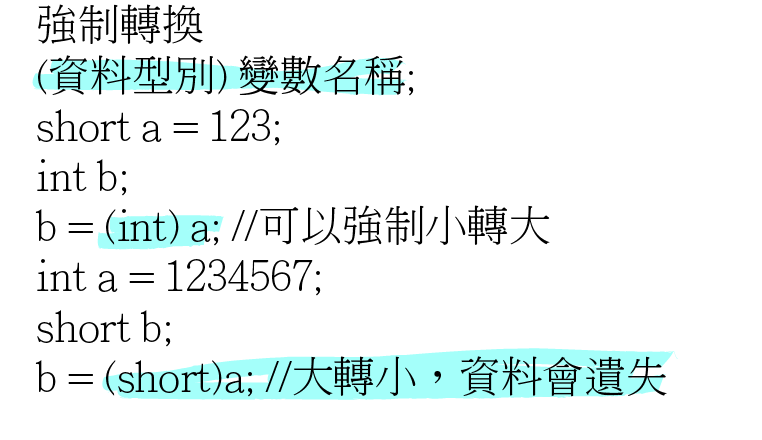 強制轉換
(資料型別) 變數名稱;
short a = 123;
int b;
b = (int) a; //可以強制小轉大
int a = 1234567;
short b;
b = (short)a; //大轉小，資料會遺失